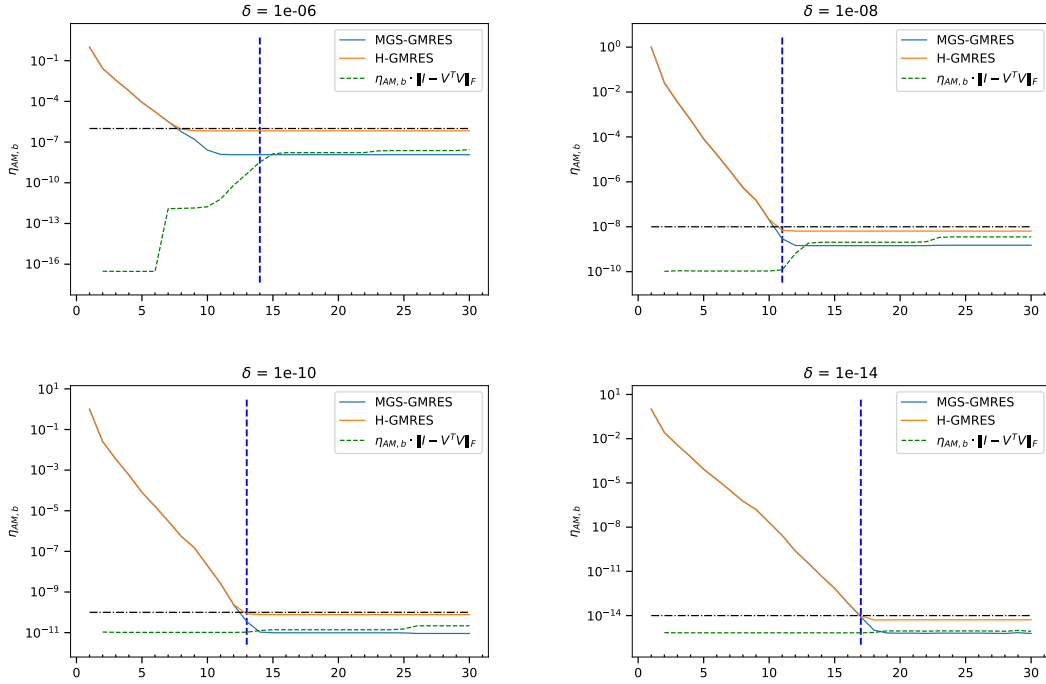 δ = 1e-06
MGS-GMRES
H-GMRES
η_{AM, b} · ‖I − V^T V‖_F
η_{AM, b}
10^{-1}
10^{-4}
10^{-7}
10^{-10}
10^{-13}
10^{-16}
0 5 10 15 20 25 30
δ = 1e-08
MGS-GMRES
H-GMRES
η_{AM, b} · ‖I − V^T V‖_F
η_{AM, b}
10^{0}
10^{-2}
10^{-4}
10^{-6}
10^{-8}
10^{-10}
0 5 10 15 20 25 30
δ = 1e-10
MGS-GMRES
H-GMRES
η_{AM, b} · ‖I − V^T V‖_F
η_{AM, b}
10^{1}
10^{-1}
10^{-3}
10^{-5}
10^{-7}
10^{-9}
10^{-11}
0 5 10 15 20 25 30
δ = 1e-14
MGS-GMRES
H-GMRES
η_{AM, b} · ‖I − V^T V‖_F
η_{AM, b}
10^{1}
10^{-2}
10^{-5}
10^{-8}
10^{-11}
10^{-14}
0 5 10 15 20 25 30